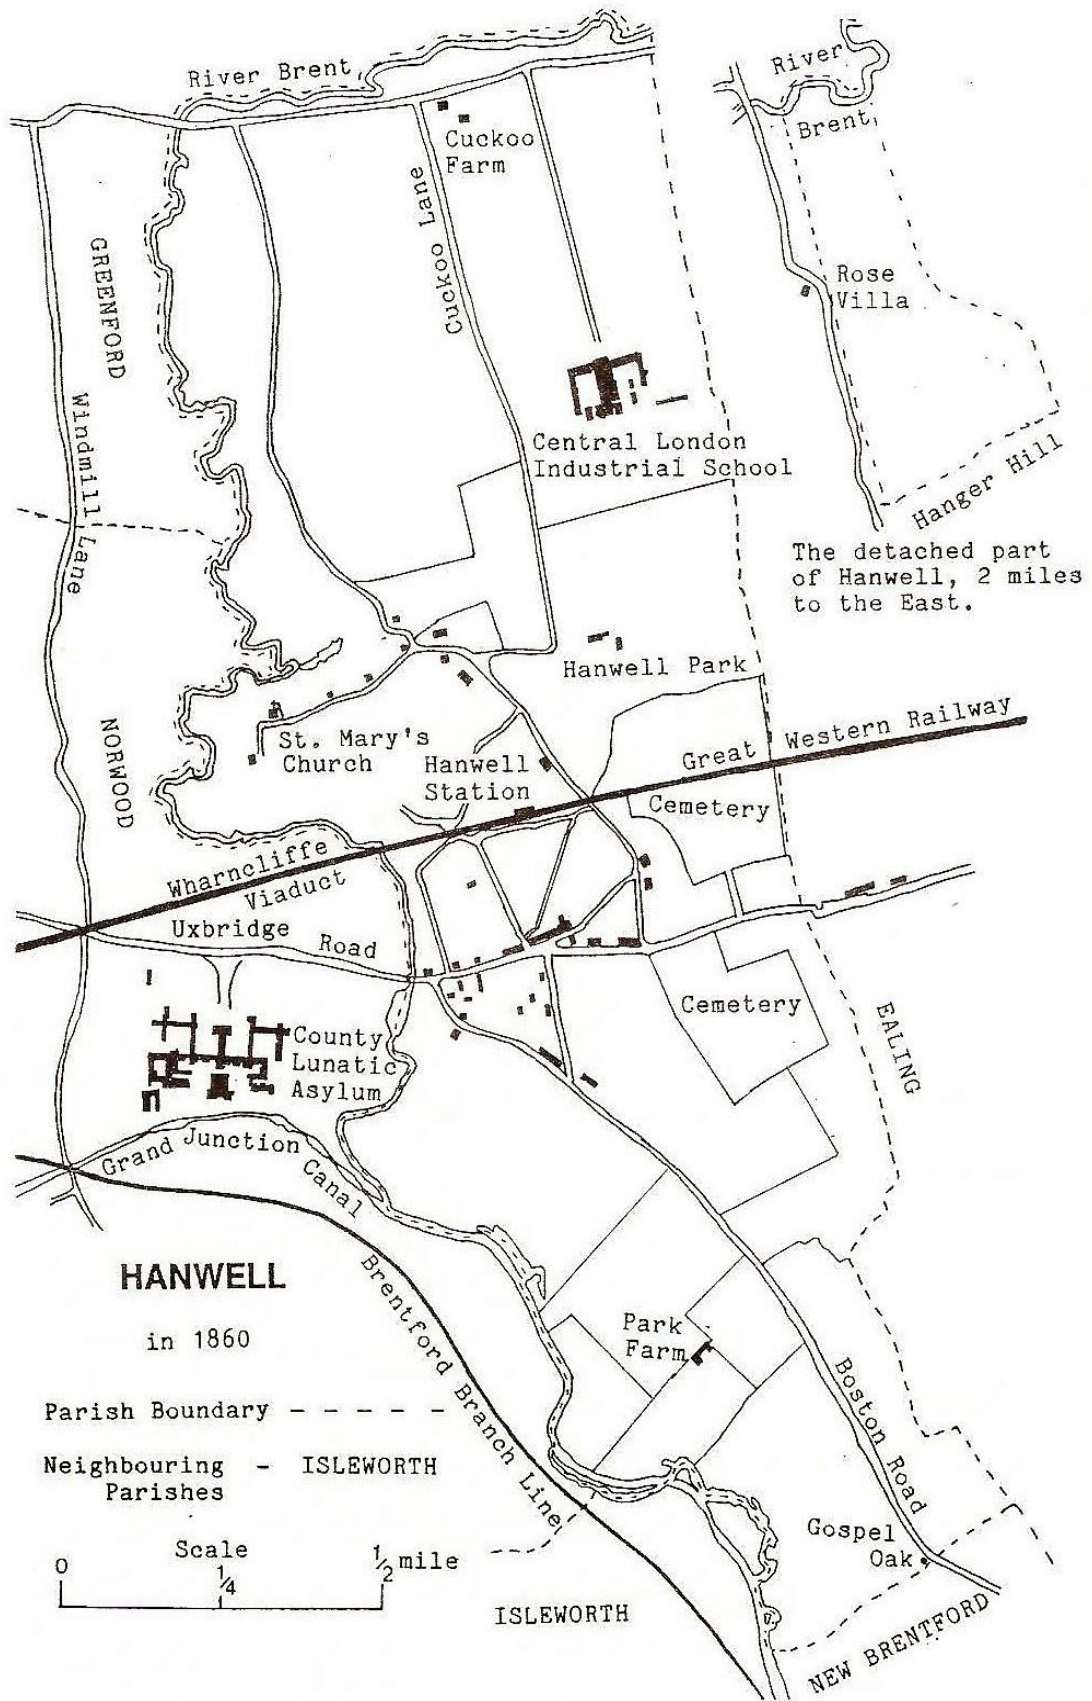 River Brent
River
Brent
Cuckoo
Farm
Cuckoo Lane
GREENFORD
Rose
Villa
Windmill Lane
Central London
Industrial School
Hanger Hill
The detached part
of Hanwell, 2 miles
to the East.
Hanwell Park
NORWOOD
St. Mary's
Church
Hanwell
Station
Great Western Railway
Cemetery
Wharncliffe
Viaduct
Uxbridge Road
Cemetery
EALING
County
Lunatic
Asylum
Grand Junction
Canal
HANWELL
in 1860
Brentford Branch Line
Park
Farm
Boston Road
Parish Boundary - - - - -
Neighbouring - ISLEWORTH
Parishes
Gospel
Oak
Scale
0 1/4 1/2 mile
ISLEWORTH
NEW BRENTFORD